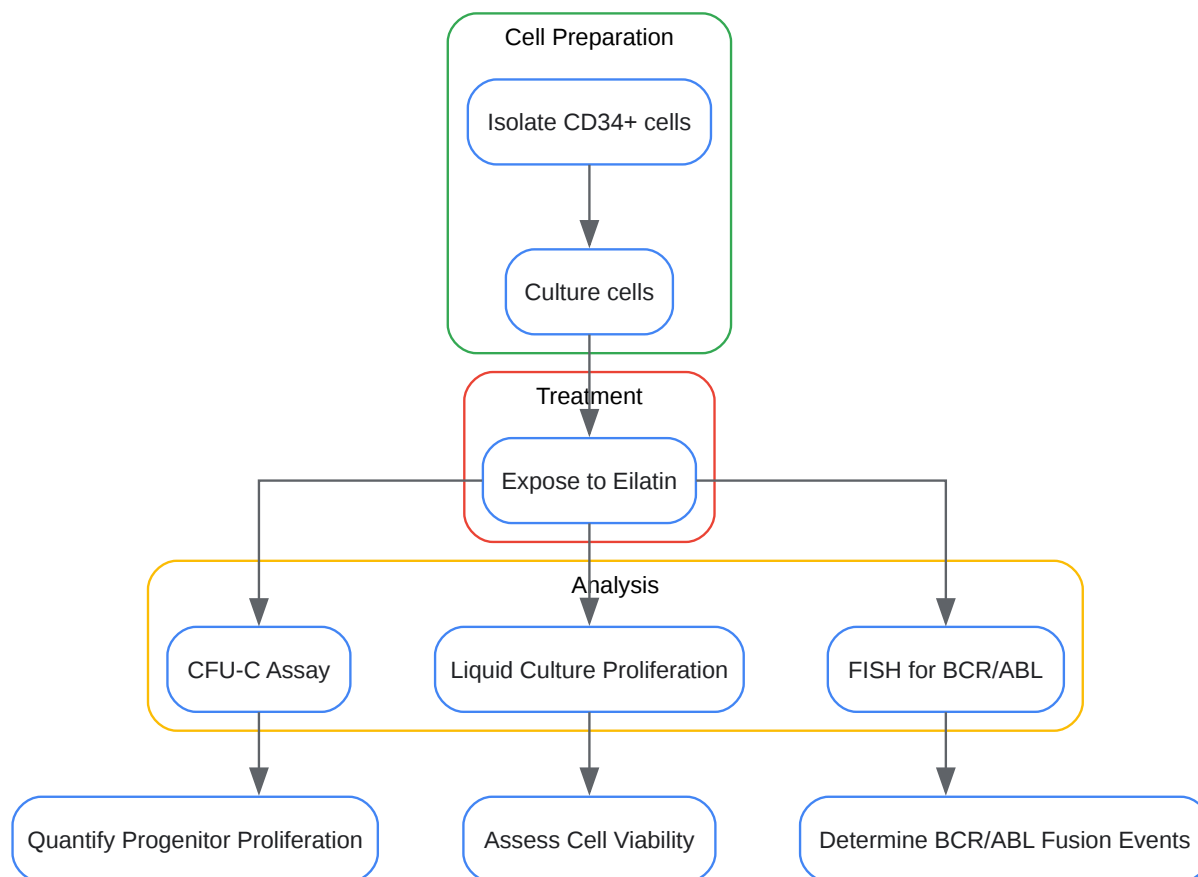 Cell Preparation
Isolate CD34+ cells
Culture cells
Treatment
Expose to Eilatin
Analysis
CFU-C Assay
Liquid Culture Proliferation
FISH for BCR/ABL
Quantify Progenitor Proliferation
Assess Cell Viability
Determine BCR/ABL Fusion Events